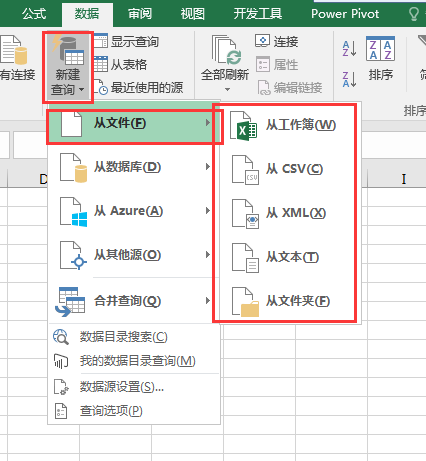 公式 数据 审阅 视图 开发工具 Power Pivot
有连接 新建查询 显示查询 从表格 最近使用的源 全部刷新 连接 属性 编辑链接 排序
从文件(F)
从数据库(D)
从 Azure(A)
从其他源(O)
合并查询(Q)
数据目录搜索(C)
我的数据目录查询(M)
数据源设置(S)...
查询选项(P)
从工作簿(W)
从 CSV(C)
从 XML(X)
从文本(T)
从文件夹(F)
D
I